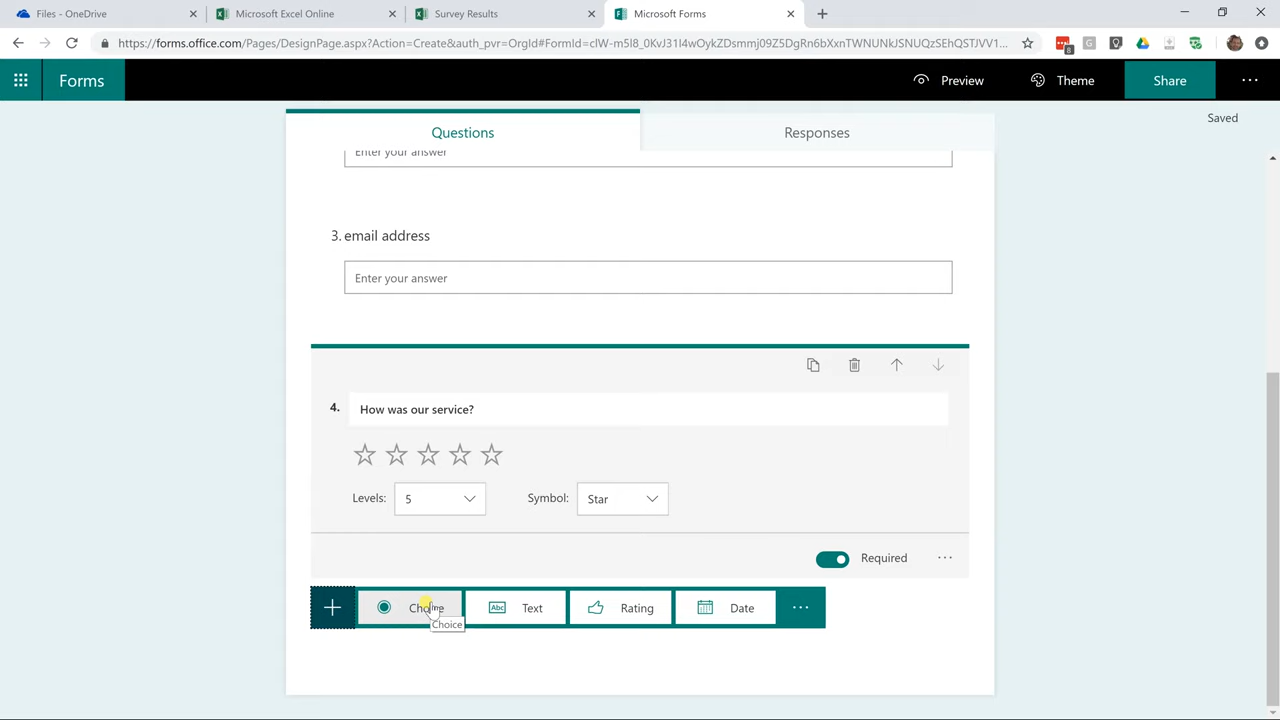 Files - OneDrive
Microsoft Excel Online
Survey Results
Microsoft Forms
https://forms.office.com/Pages/DesignPage.aspx?Action=Create&auth_pvr=OrgId#FormId=
8
Forms
Preview
Theme
Share
Questions
Responses
Saved
Enter your answer
3. email address
Enter your answer
4. How was our service?
Levels: 5
Symbol: Star
Required
Choice
Abc Text
Rating
Date
Choice